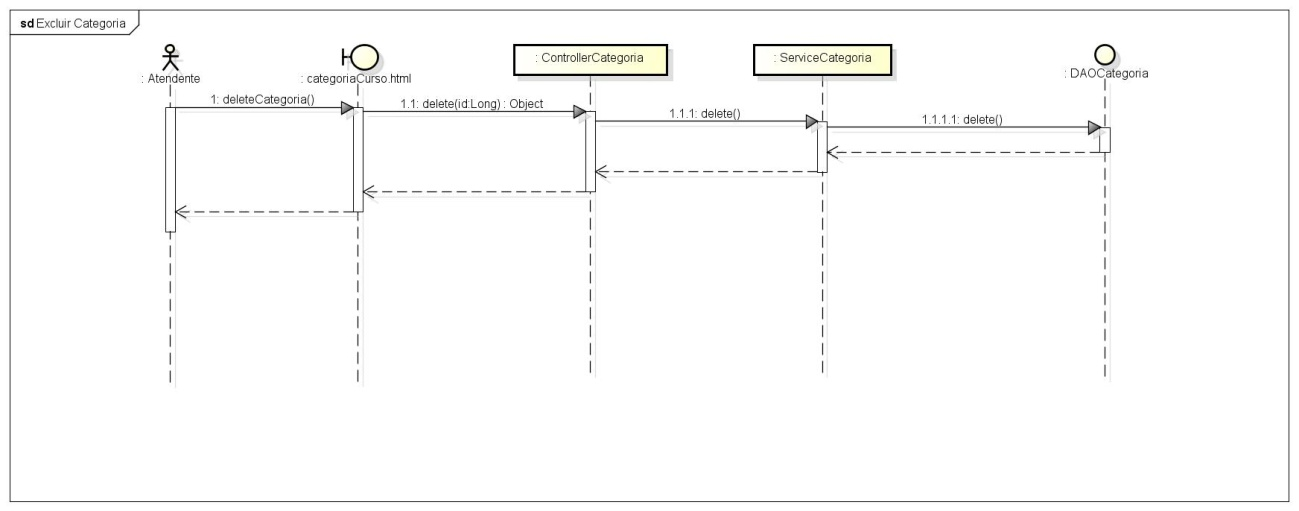 sd Excluir Categoria
: Atendente
: categoriaCurso.html
: ControllerCategoria
: ServiceCategoria
: DAOCategoria
1: deleteCategoria()
1.1: delete(id:Long) : Object
1.1.1: delete()
1.1.1.1: delete()